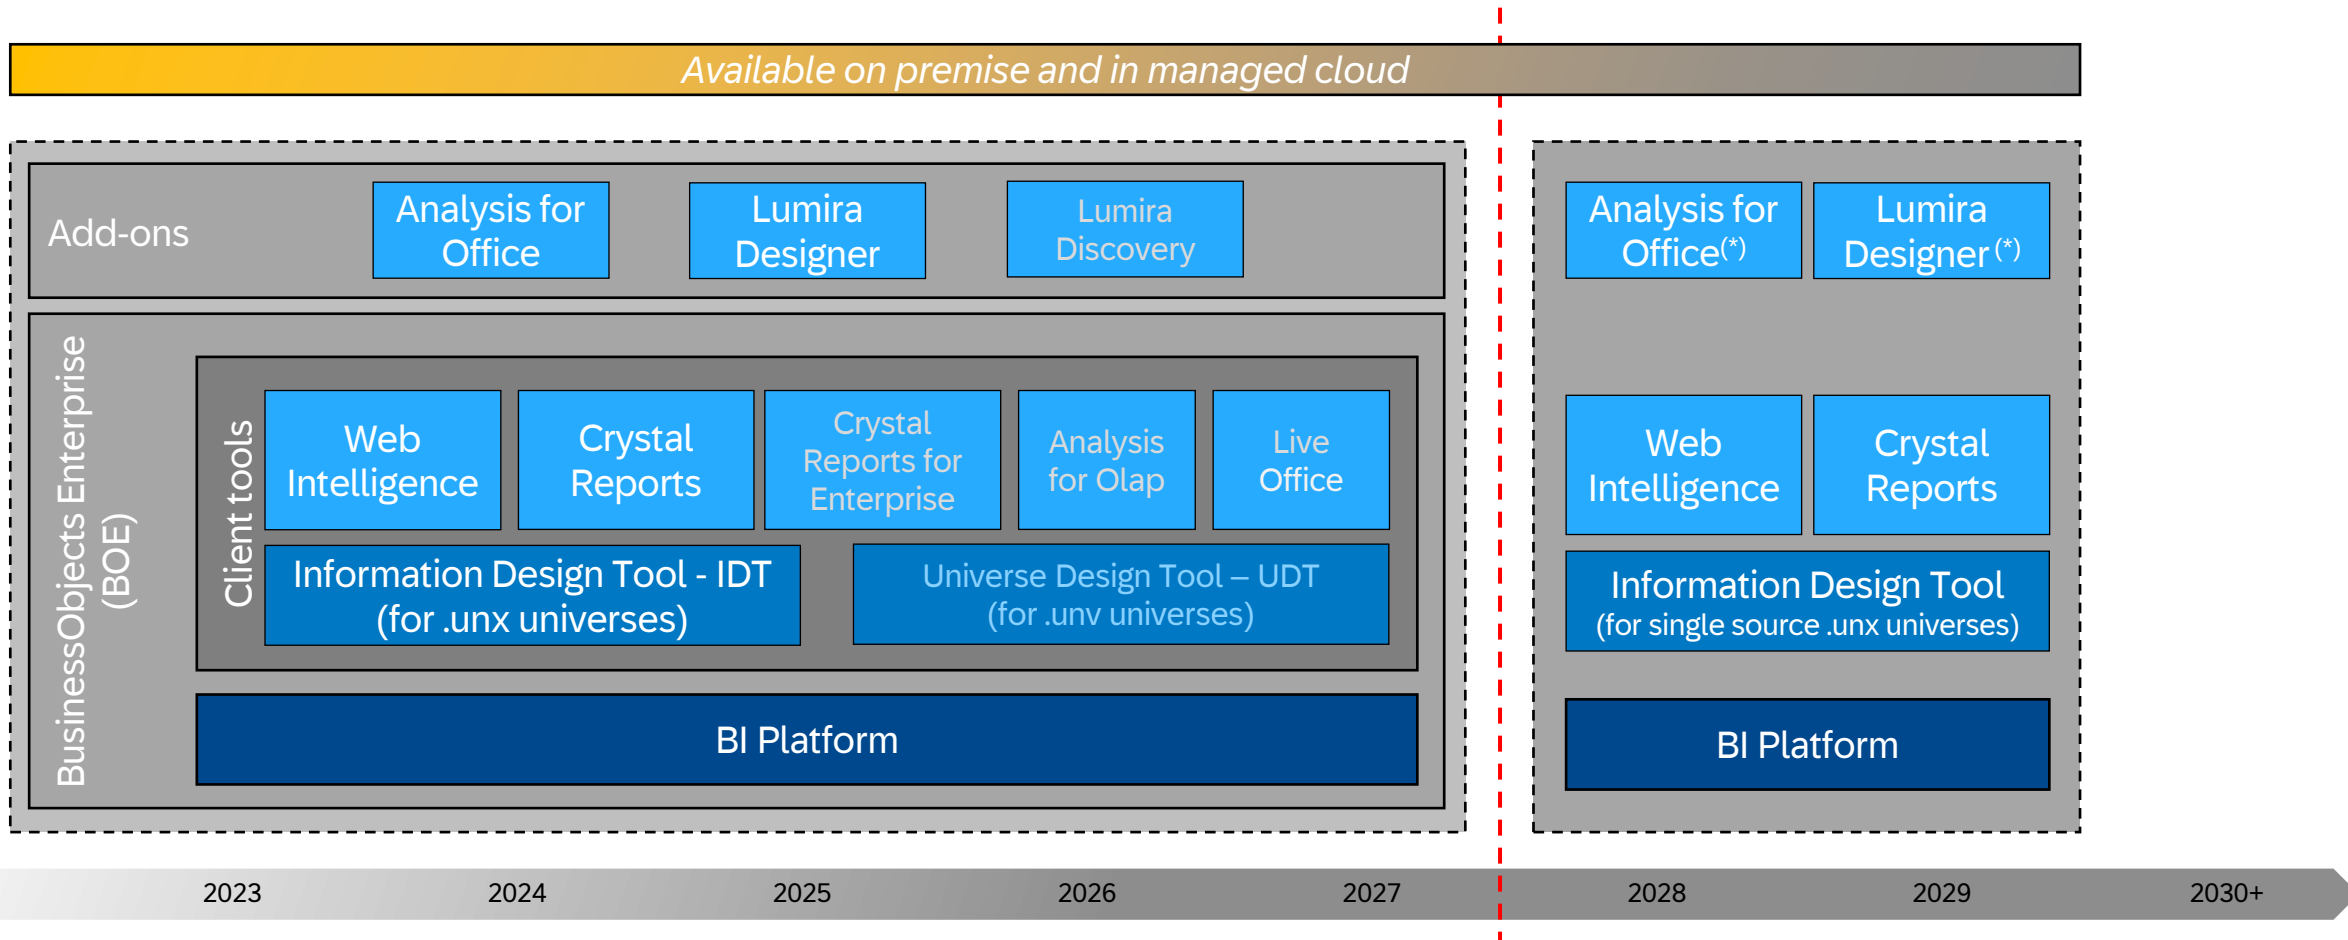 Available on premise and in managed cloud
Add-ons
Analysis for
Office
Lumira
Designer
Lumira
Discovery
BusinessObjects Enterprise
(BOE)
Client tools
Web
Intelligence
Crystal
Reports
Crystal
Reports for
Enterprise
Analysis
for Olap
Live
Office
Information Design Tool - IDT
(for .unx universes)
Universe Design Tool – UDT
(for .unv universes)
BI Platform
Analysis for
Office(*)
Lumira
Designer (*)
Web
Intelligence
Crystal
Reports
Information Design Tool
(for single source .unx universes)
BI Platform
2023
2024
2025
2026
2027
2028
2029
2030+